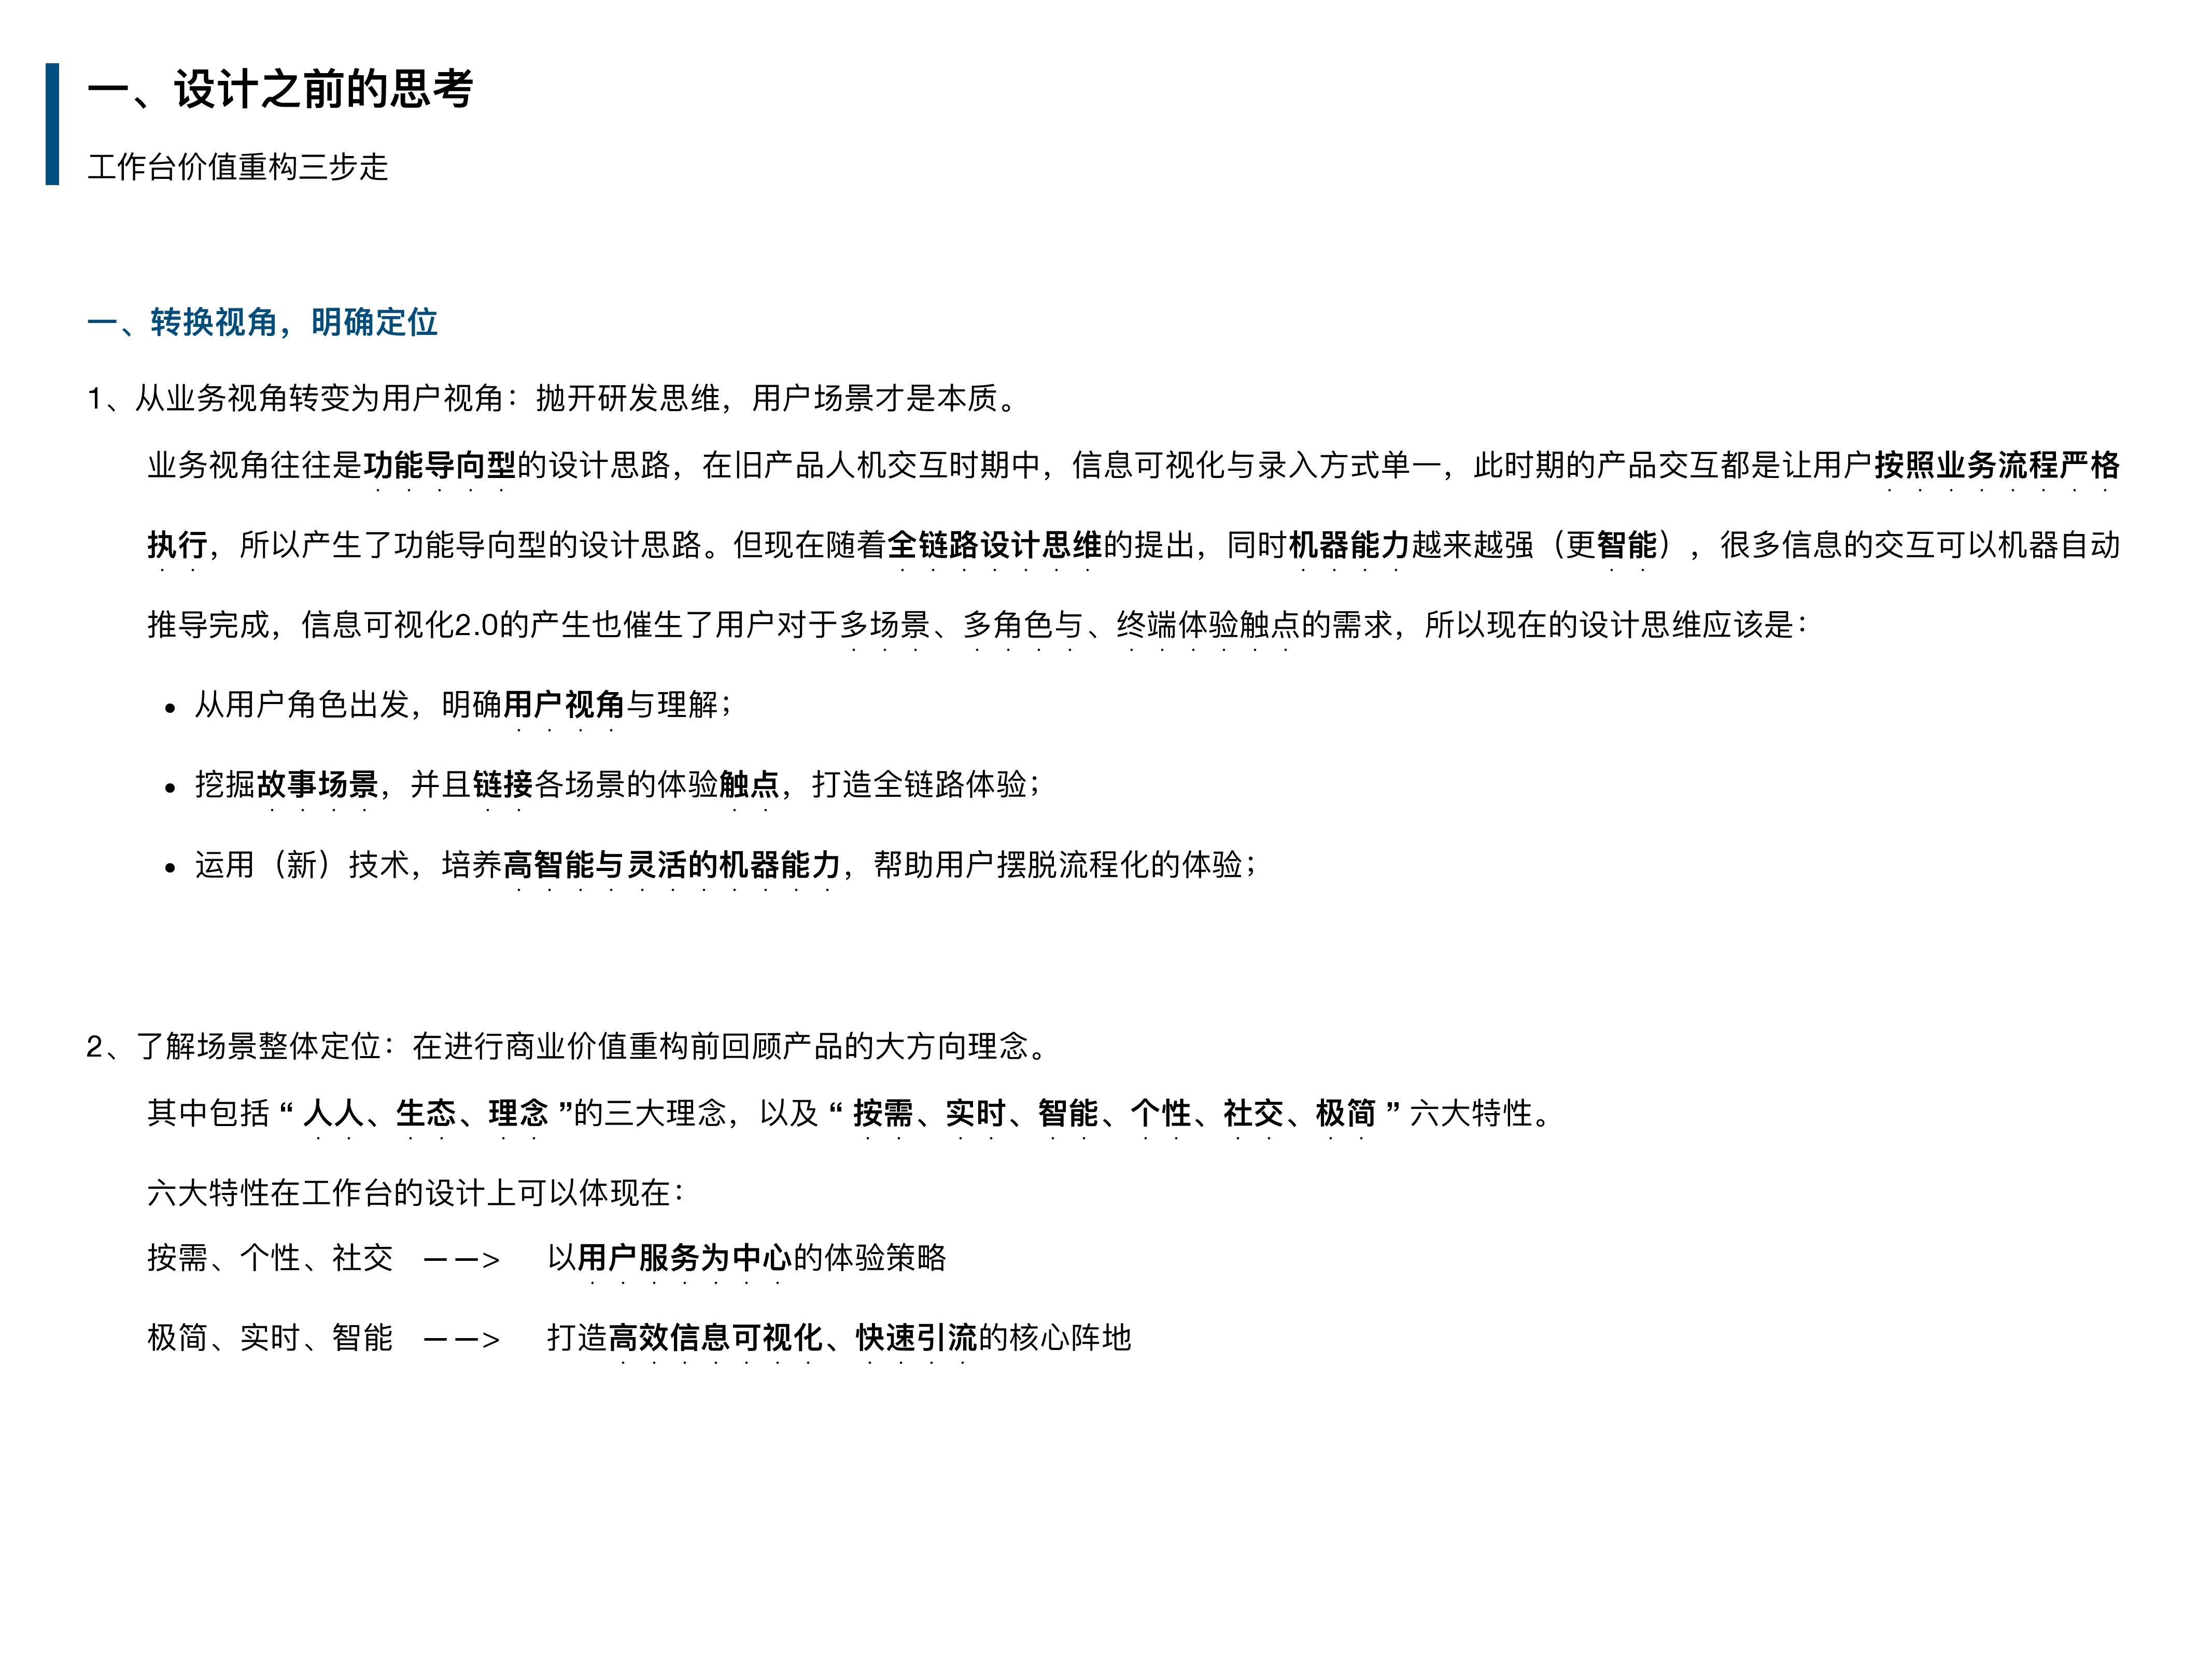 一、设计之前的思考
工作台价值重构三步走
一、转换视角，明确定位
1、从业务视角转变为用户视角：抛开研发思维，用户场景才是本质。
业务视角往往是功能导向型的设计思路，在旧产品人机交互时期中，信息可视化与录入方式单一，此时期的产品交互都是让用户按照业务流程严格
执行，所以产生了功能导向型的设计思路。但现在随着全链路设计思维的提出，同时机器能力越来越强（更智能），很多信息的交互可以机器自动
推导完成，信息可视化2.0的产生也催生了用户对于多场景、多角色与、终端体验触点的需求，所以现在的设计思维应该是：
• 从用户角色出发，明确用户视角与理解；
• 挖掘故事场景，并且链接各场景的体验触点，打造全链路体验；
• 运用（新）技术，培养高智能与灵活的机器能力，帮助用户摆脱流程化的体验；
2、了解场景整体定位：在进行商业价值重构前回顾产品的大方向理念。
其中包括 “ 人人、生态、理念 ”的三大理念，以及 “ 按需、实时、智能、个性、社交、极简 ” 六大特性。
六大特性在工作台的设计上可以体现在：
按需、个性、社交 ——> 以用户服务为中心的体验策略
极简、实时、智能 ——> 打造高效信息可视化、快速引流的核心阵地